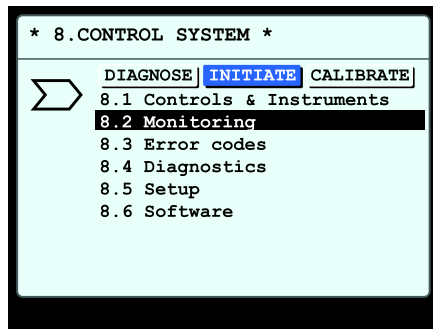 * 8.CONTROL SYSTEM *
DIAGNOSE INITIATE CALIBRATE
8.1 Controls & Instruments
8.2 Monitoring
8.3 Error codes
8.4 Diagnostics
8.5 Setup
8.6 Software